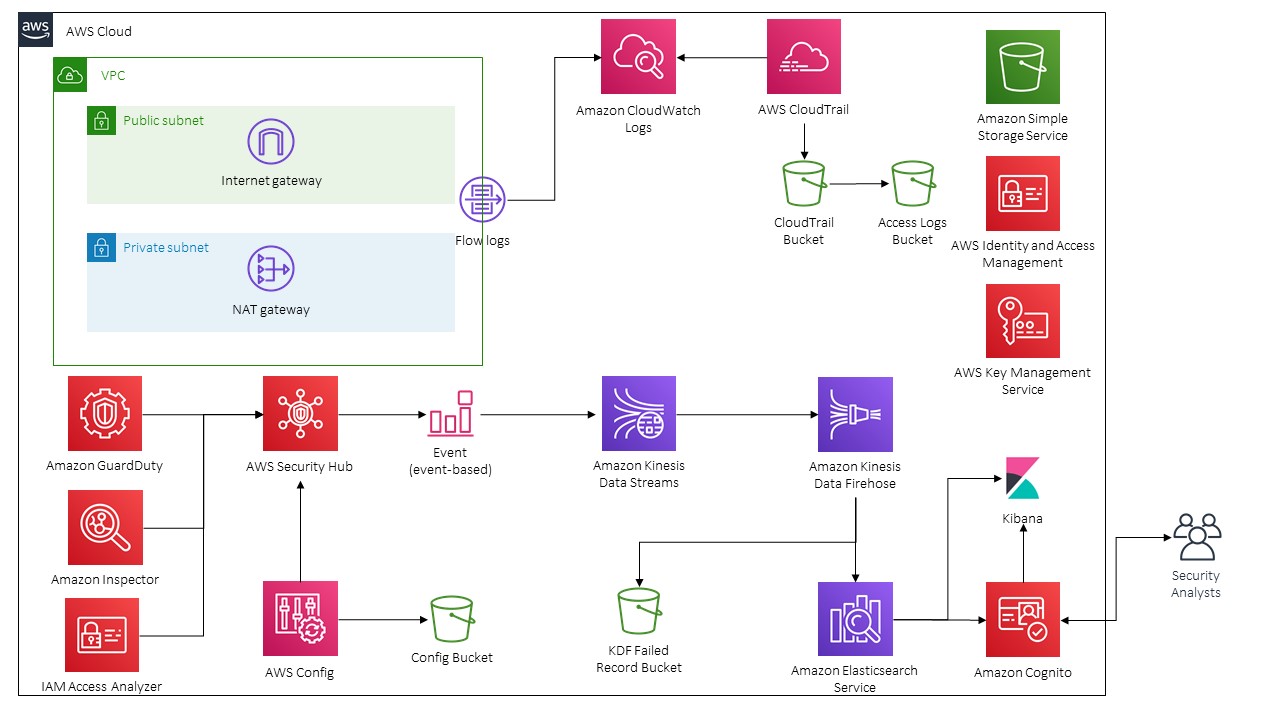 aws
AWS Cloud
VPC
Public subnet
Internet gateway
Flow logs
Private subnet
NAT gateway
Amazon CloudWatch
Logs
AWS CloudTrail
CloudTrail
Bucket
Access Logs
Bucket
Amazon Simple
Storage Service
AWS Identity and Access
Management
AWS Key Management
Service
Amazon GuardDuty
AWS Security Hub
Event
(event-based)
Amazon Kinesis
Data Streams
Amazon Kinesis
Data Firehose
Kibana
Amazon Inspector
Security
Analysts
IAM Access Analyzer
AWS Config
Config Bucket
KDF Failed
Record Bucket
Amazon Elasticsearch
Service
Amazon Cognito